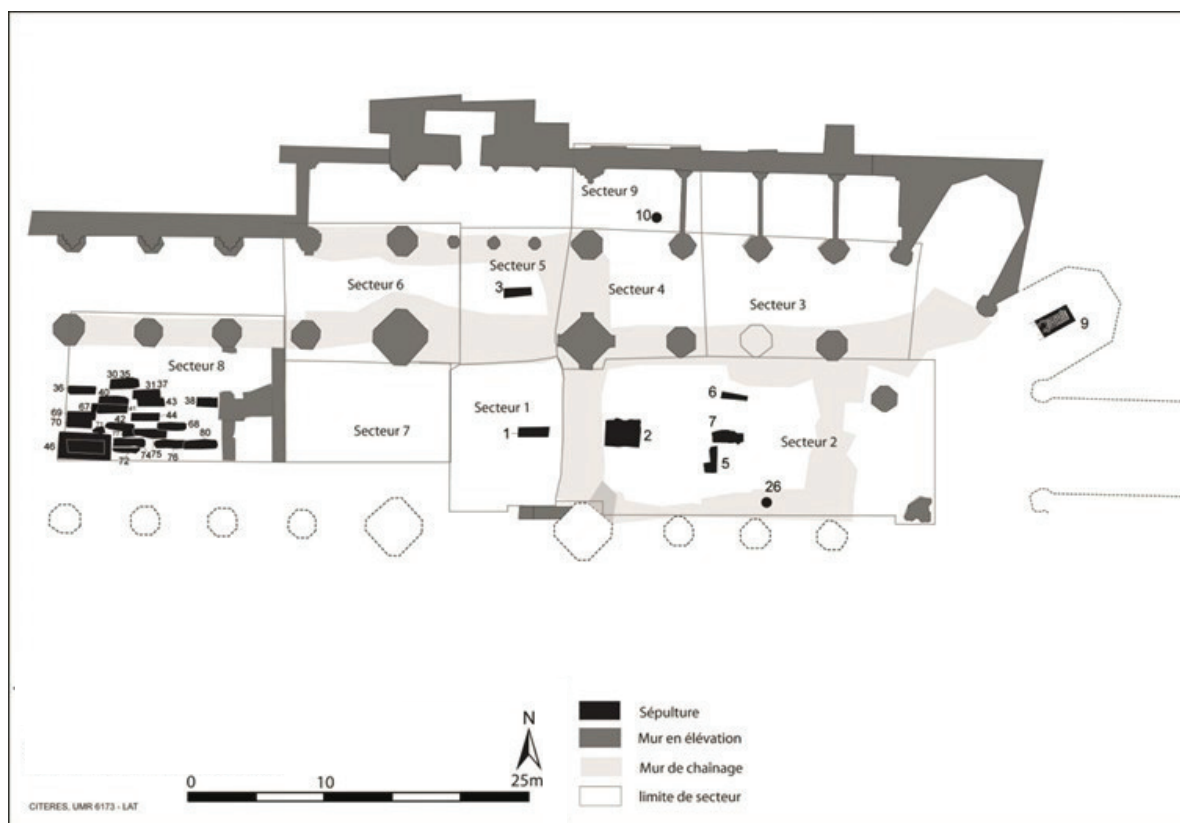 Secteur 9
10
Secteur 5
Secteur 6
3
Secteur 4
Secteur 3
9
Secteur 8
30 35
36
31 37
40
38
43
67
41
69
44
70
42
68
46
80
72
74 75
76
Secteur 1
1
Secteur 7
6
7
2
Secteur 2
5
26
N
Sépulture
Mur en élévation
Mur de chaînage
limite de secteur
0
10
25m
CITERES, UMR 6173 - LAT